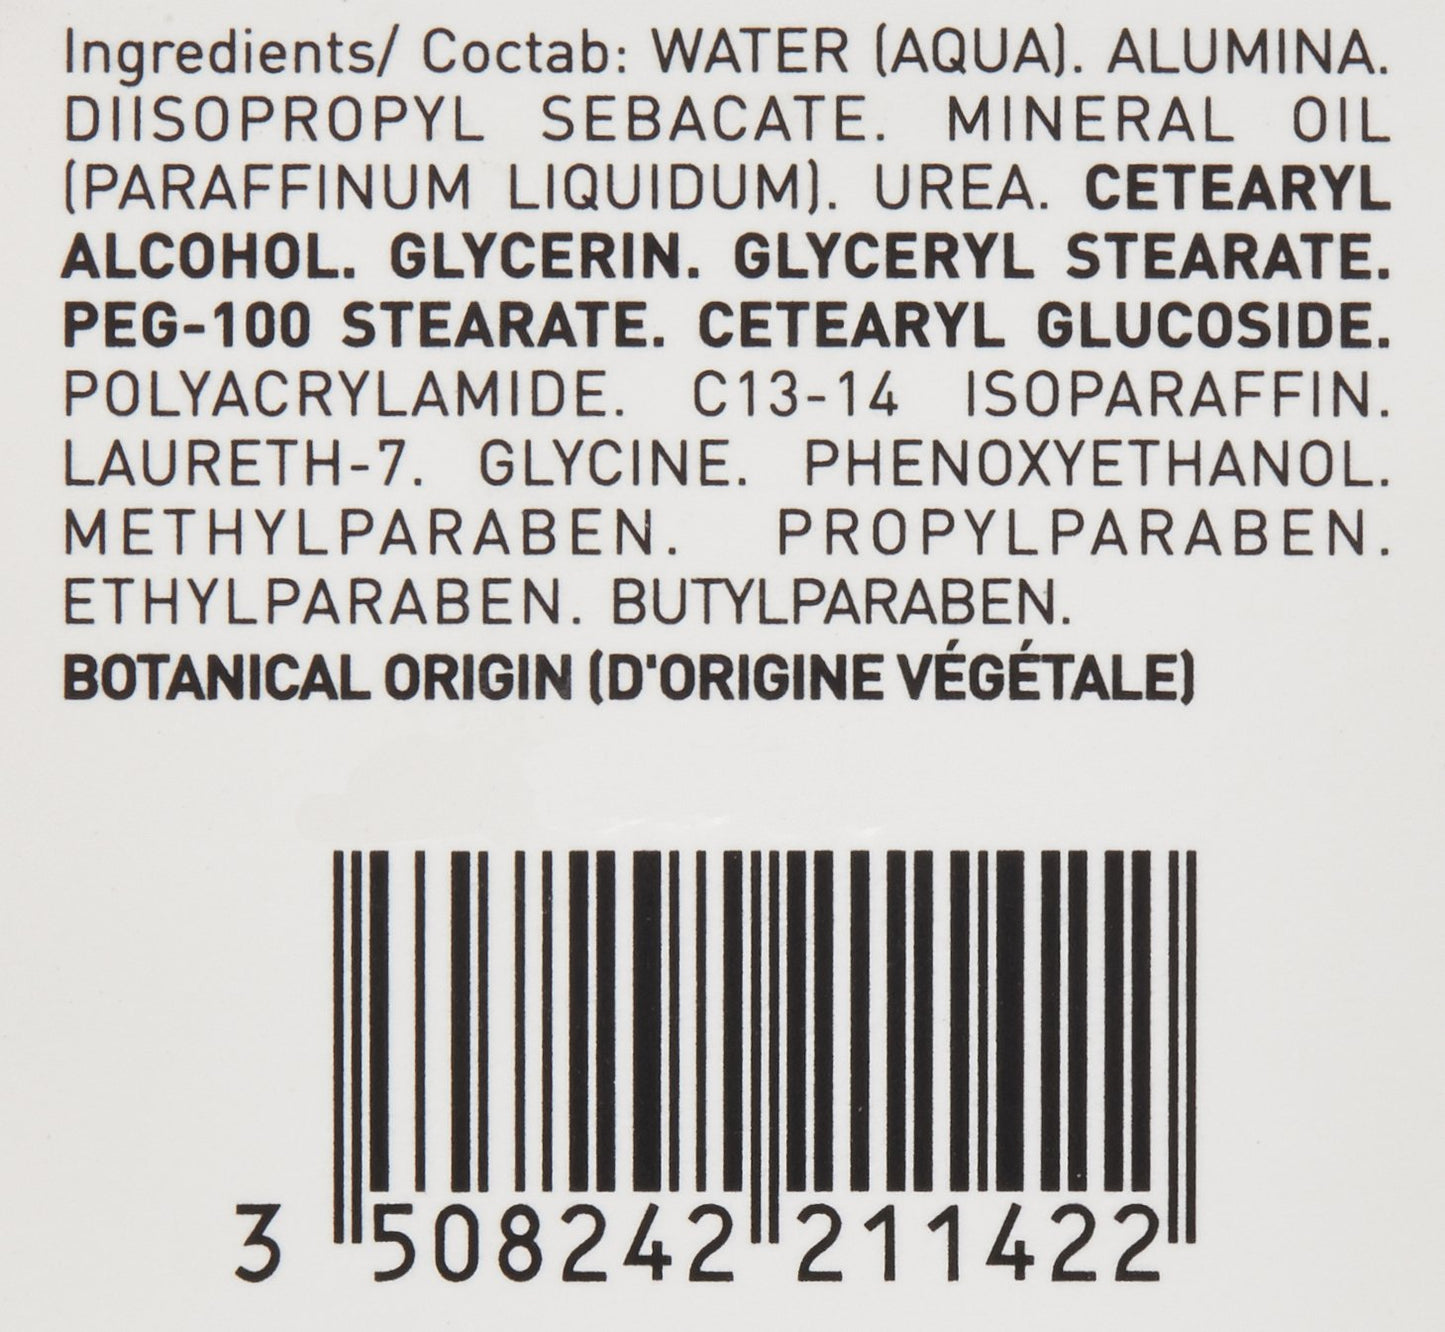 Ingredients/ Coctab: WATER (AQUA). ALUMINA.
DIISOPROPYL SEBACATE. MINERAL OIL
(PARAFFINUM LIQUIDUM). UREA. CETEARYL
ALCOHOL. GLYCERIN. GLYCERYL STEARATE.
PEG-100 STEARATE. CETEARYL GLUCOSIDE.
POLYACRYLAMIDE. C13-14 ISOPARAFFIN.
LAURETH-7. GLYCINE. PHENOXYETHANOL.
METHYLPARABEN. PROPYLPARABEN.
ETHYLPARABEN. BUTYLPARABEN.
BOTANICAL ORIGIN (D'ORIGINE VÉGÉTALE)
3 508242 211422